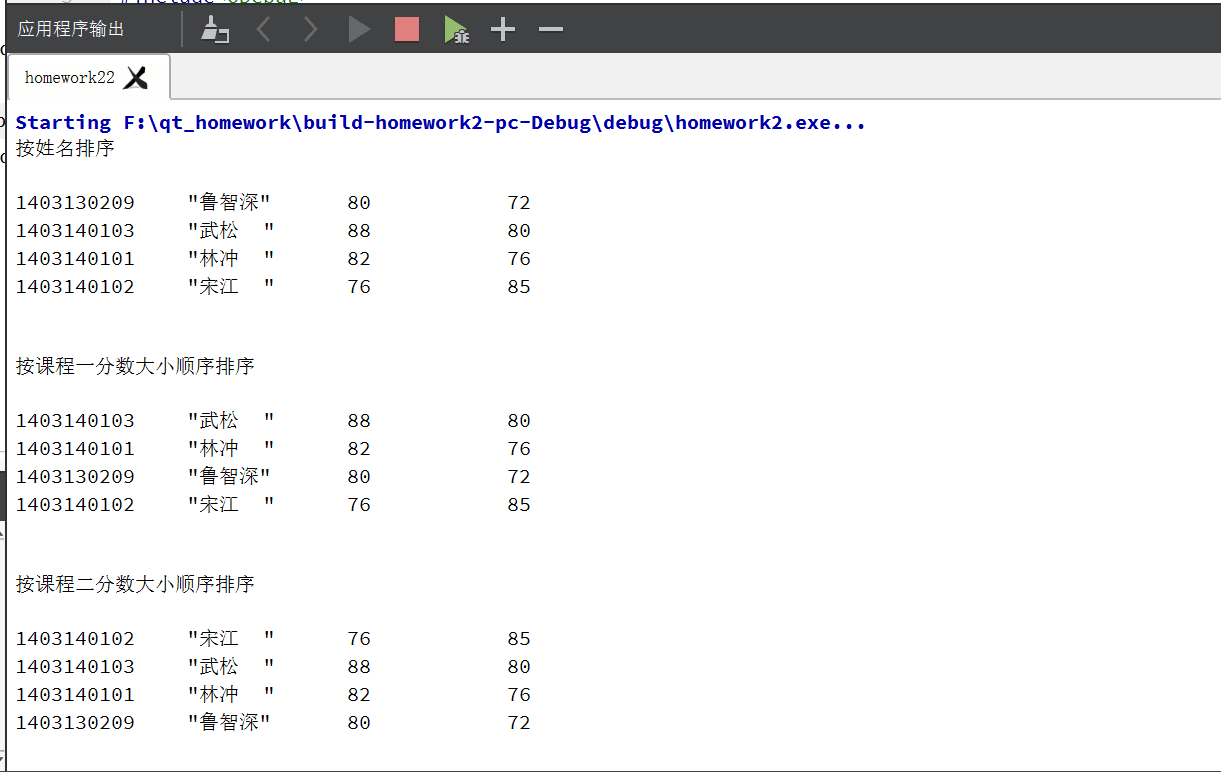 应用程序输出
homework22
Starting F:\qt_homework\build-homework2-pc-Debug\debug\homework2.exe...
按姓名排序
1403130209 "鲁智深" 80 72
1403140103 "武松  " 88 80
1403140101 "林冲  " 82 76
1403140102 "宋江  " 76 85
按课程一分数大小顺序排序
1403140103 "武松  " 88 80
1403140101 "林冲  " 82 76
1403130209 "鲁智深" 80 72
1403140102 "宋江  " 76 85
按课程二分数大小顺序排序
1403140102 "宋江  " 76 85
1403140103 "武松  " 88 80
1403140101 "林冲  " 82 76
1403130209 "鲁智深" 80 72